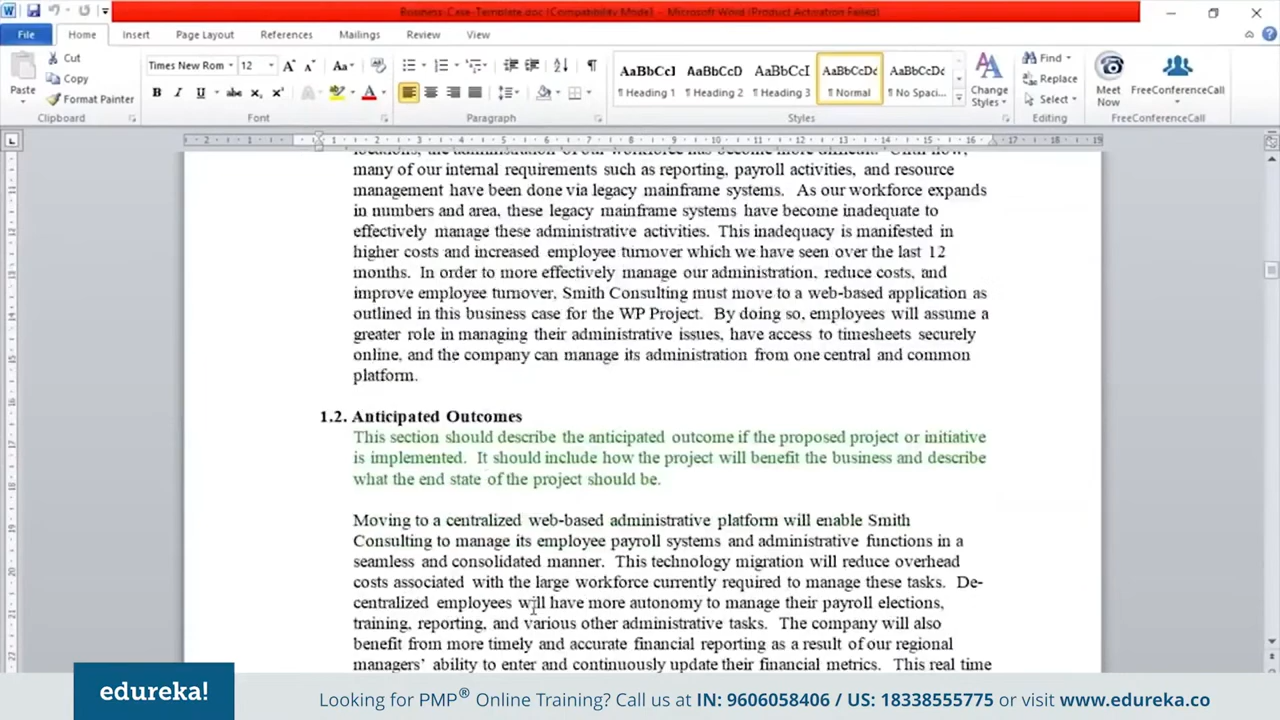 Business-Case-Template.doc [Compatibility Mode] - Microsoft Word (Product Activation Failed)
File Home Insert Page Layout References Mailings Review View
Paste
Cut
Copy
Format Painter
Clipboard
Times New Rom 12
Font
Paragraph
AaBbCcI AaBbCcD AaBbCcI AaBbCcDc AaBbCcDc
¶ Heading 1 ¶ Heading 2 ¶ Heading 3 ¶ Normal ¶ No Spaci...
Change Styles
Styles
Find
Replace
Select
Editing
Meet Now
FreeConferenceCall
FreeConferenceCall
many of our internal requirements such as reporting, payroll activities, and resource
management have been done via legacy mainframe systems. As our workforce expands
in numbers and area, these legacy mainframe systems have become inadequate to
effectively manage these administrative activities. This inadequacy is manifested in
higher costs and increased employee turnover which we have seen over the last 12
months. In order to more effectively manage our administration, reduce costs, and
improve employee turnover, Smith Consulting must move to a web-based application as
outlined in this business case for the WP Project. By doing so, employees will assume a
greater role in managing their administrative issues, have access to timesheets securely
online, and the company can manage its administration from one central and common
platform.
1.2. Anticipated Outcomes
This section should describe the anticipated outcome if the proposed project or initiative
is implemented. It should include how the project will benefit the business and describe
what the end state of the project should be.
Moving to a centralized web-based administrative platform will enable Smith
Consulting to manage its employee payroll systems and administrative functions in a
seamless and consolidated manner. This technology migration will reduce overhead
costs associated with the large workforce currently required to manage these tasks. De-
centralized employees will have more autonomy to manage their payroll elections,
training, reporting, and various other administrative tasks. The company will also
benefit from more timely and accurate financial reporting as a result of our regional
managers' ability to enter and continuously update their financial metrics. This real time
edureka!
Looking for PMP® Online Training? Call us at IN: 9606058406 / US: 18338555775 or visit www.edureka.co